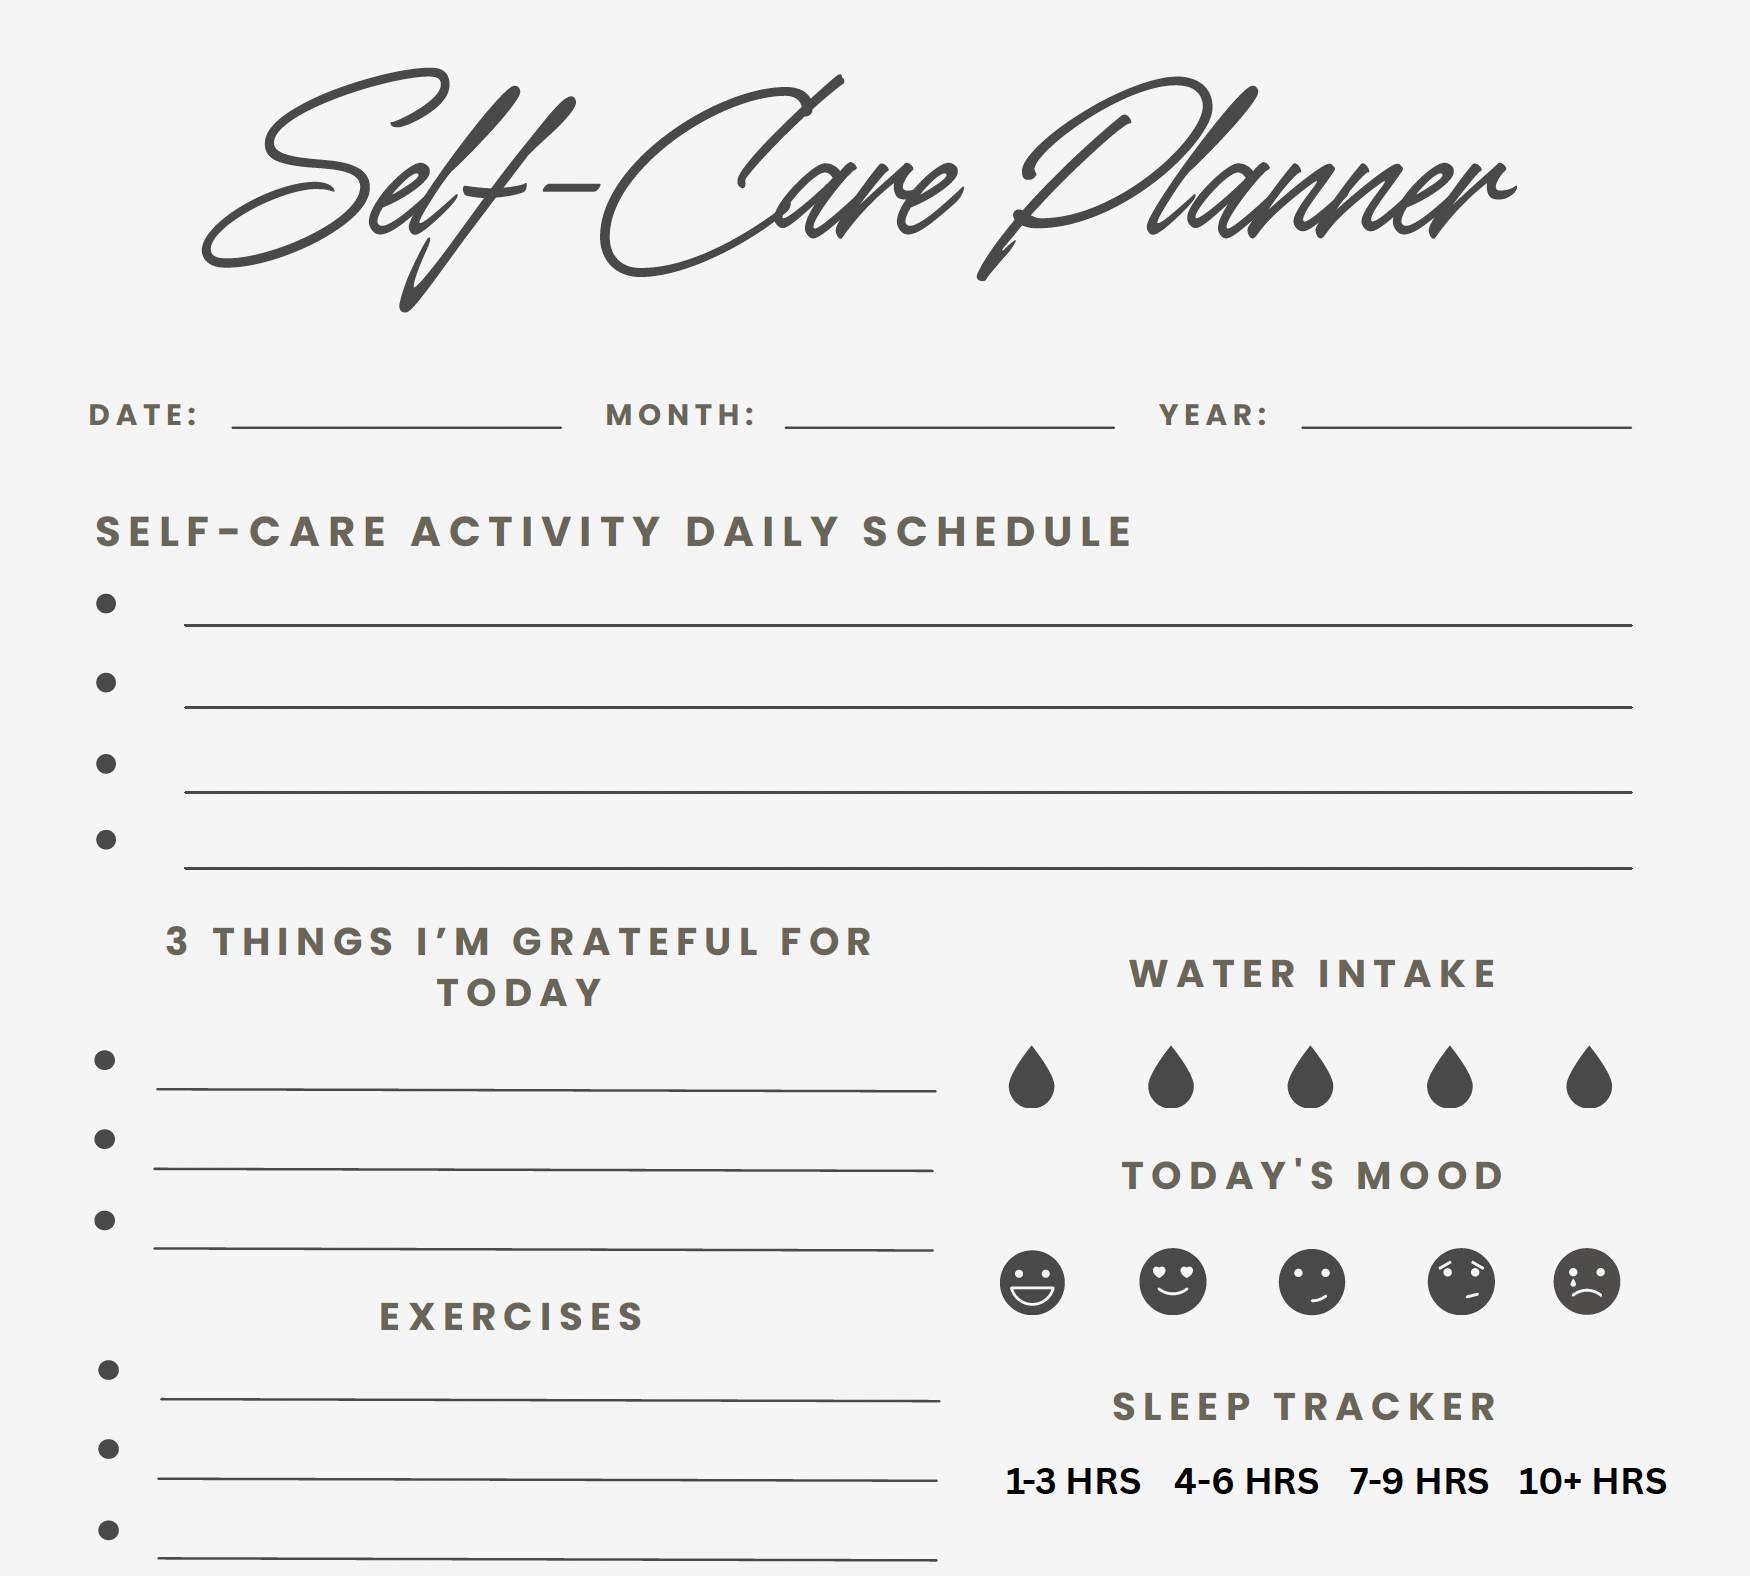 Self-Care Planner
DATE: MONTH: YEAR:
SELF-CARE ACTIVITY DAILY SCHEDULE
3 THINGS I’M GRATEFUL FOR
TODAY
EXERCISES
WATER INTAKE
TODAY'S MOOD
SLEEP TRACKER
1-3 HRS 4-6 HRS 7-9 HRS 10+ HRS